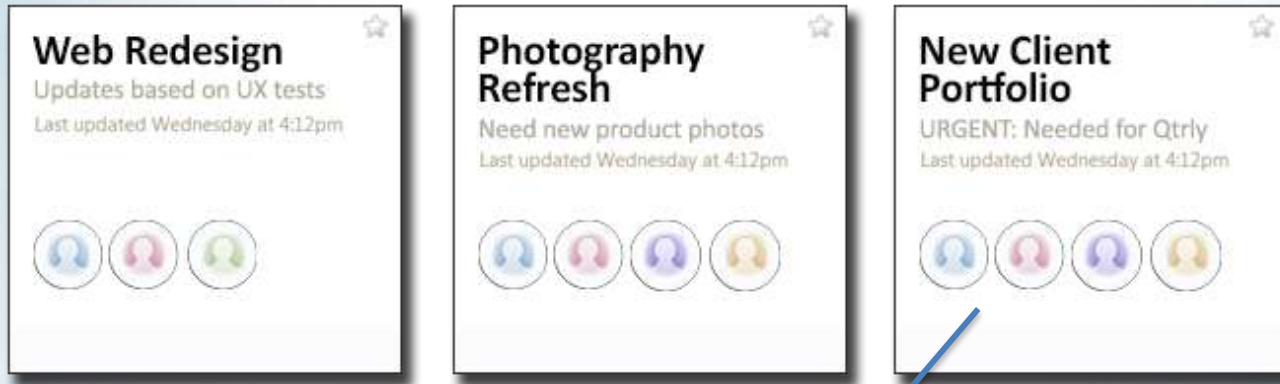 Web Redesign
Updates based on UX tests
Last updated Wednesday at 4:12pm
Photography
Refresh
Need new product photos
Last updated Wednesday at 4:12pm
New Client
Portfolio
URGENT: Needed for Qtrly
Last updated Wednesday at 4:12pm